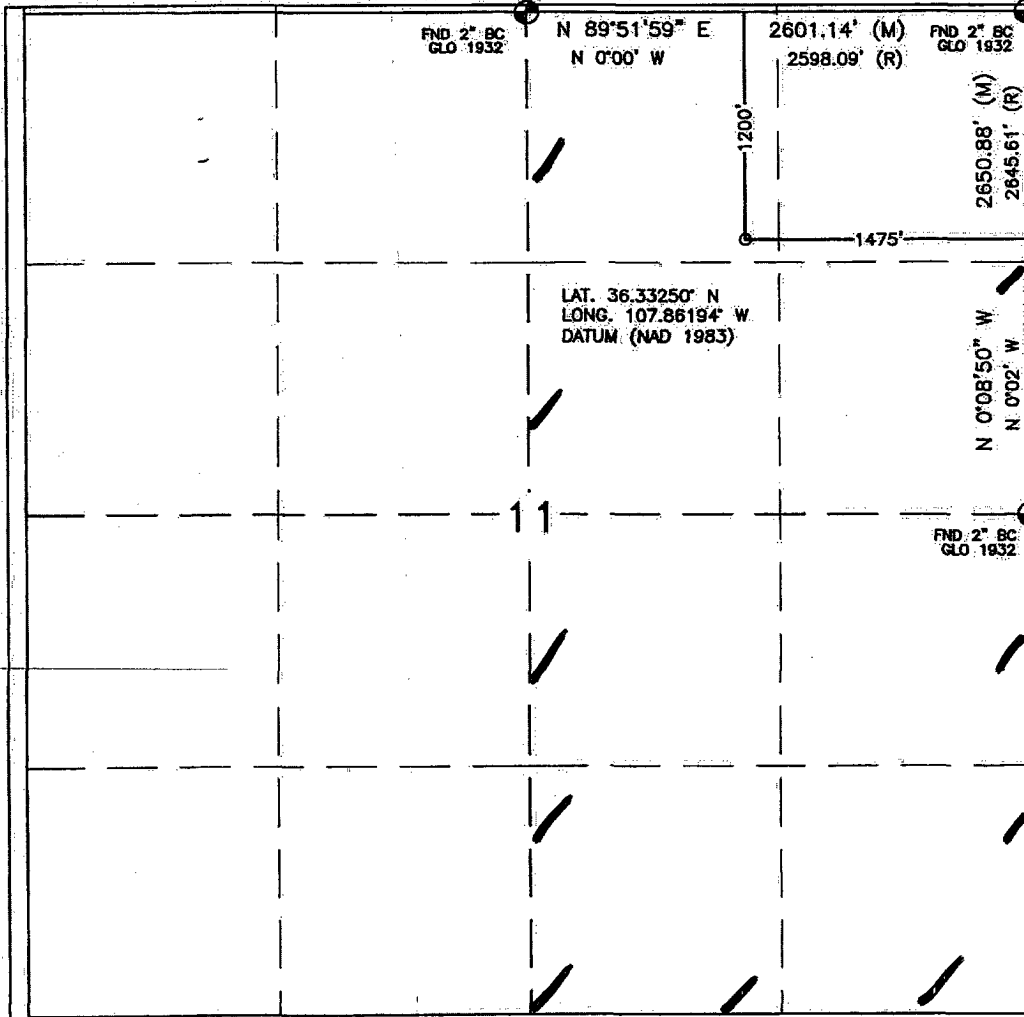 FND 2" BC
GLO 1932
N 89°51'59" E
N 0°00' W
2601.14' (M)
2598.09' (R)
FND 2" BC
GLO 1932
2650.88' (M)
2645.61' (R)
1200'
1475'
LAT. 36.33250° N
LONG. 107.86194° W
DATUM (NAD 1983)
N 0°08'50" W
N 0°02' W
11
FND 2" BC
GLO 1932